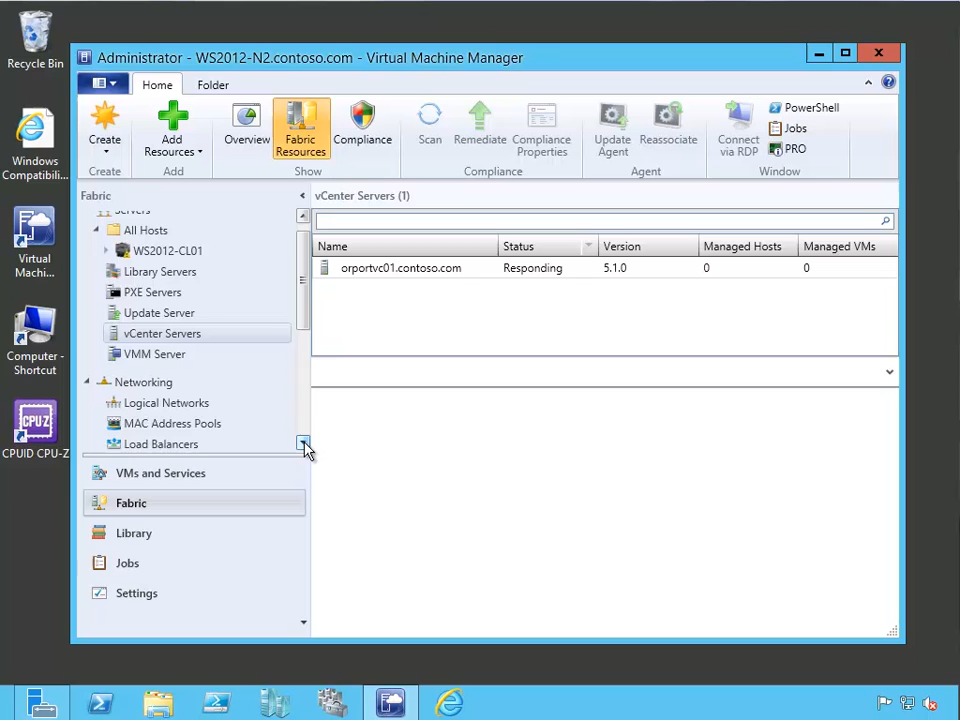 Recycle Bin
Windows
Compatibili...
Virtual
Machi...
Computer -
Shortcut
CPU-Z
CPUID CPU-Z
Administrator - WS2012-N2.contoso.com - Virtual Machine Manager
Home
Folder
Create
Add
Resources
Overview
Fabric
Resources
Compliance
Scan
Remediate
Compliance
Properties
Update
Agent
Reassociate
Connect
via RDP
PowerShell
Jobs
PRO
Create
Add
Show
Compliance
Agent
Window
Fabric
Servers
All Hosts
WS2012-CL01
Library Servers
PXE Servers
Update Server
vCenter Servers
VMM Server
Networking
Logical Networks
MAC Address Pools
Load Balancers
VMs and Services
Fabric
Library
Jobs
Settings
vCenter Servers (1)
Name Status Version Managed Hosts Managed VMs
orportvc01.contoso.com Responding 5.1.0 0 0